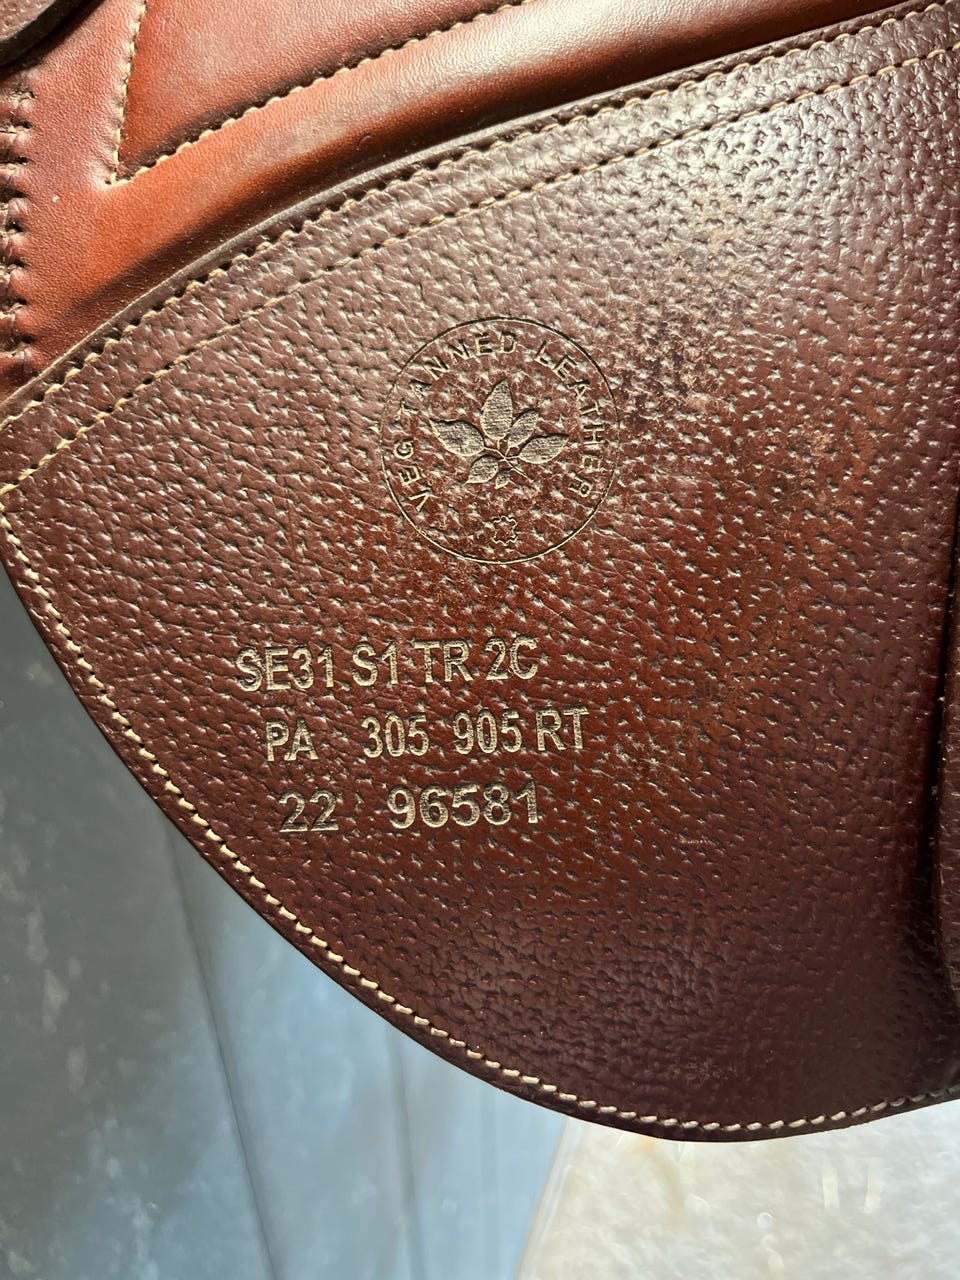 VEG TANNED LEATHER
SE31 S1 TR 2C
PA 305 905 RT
22 96581